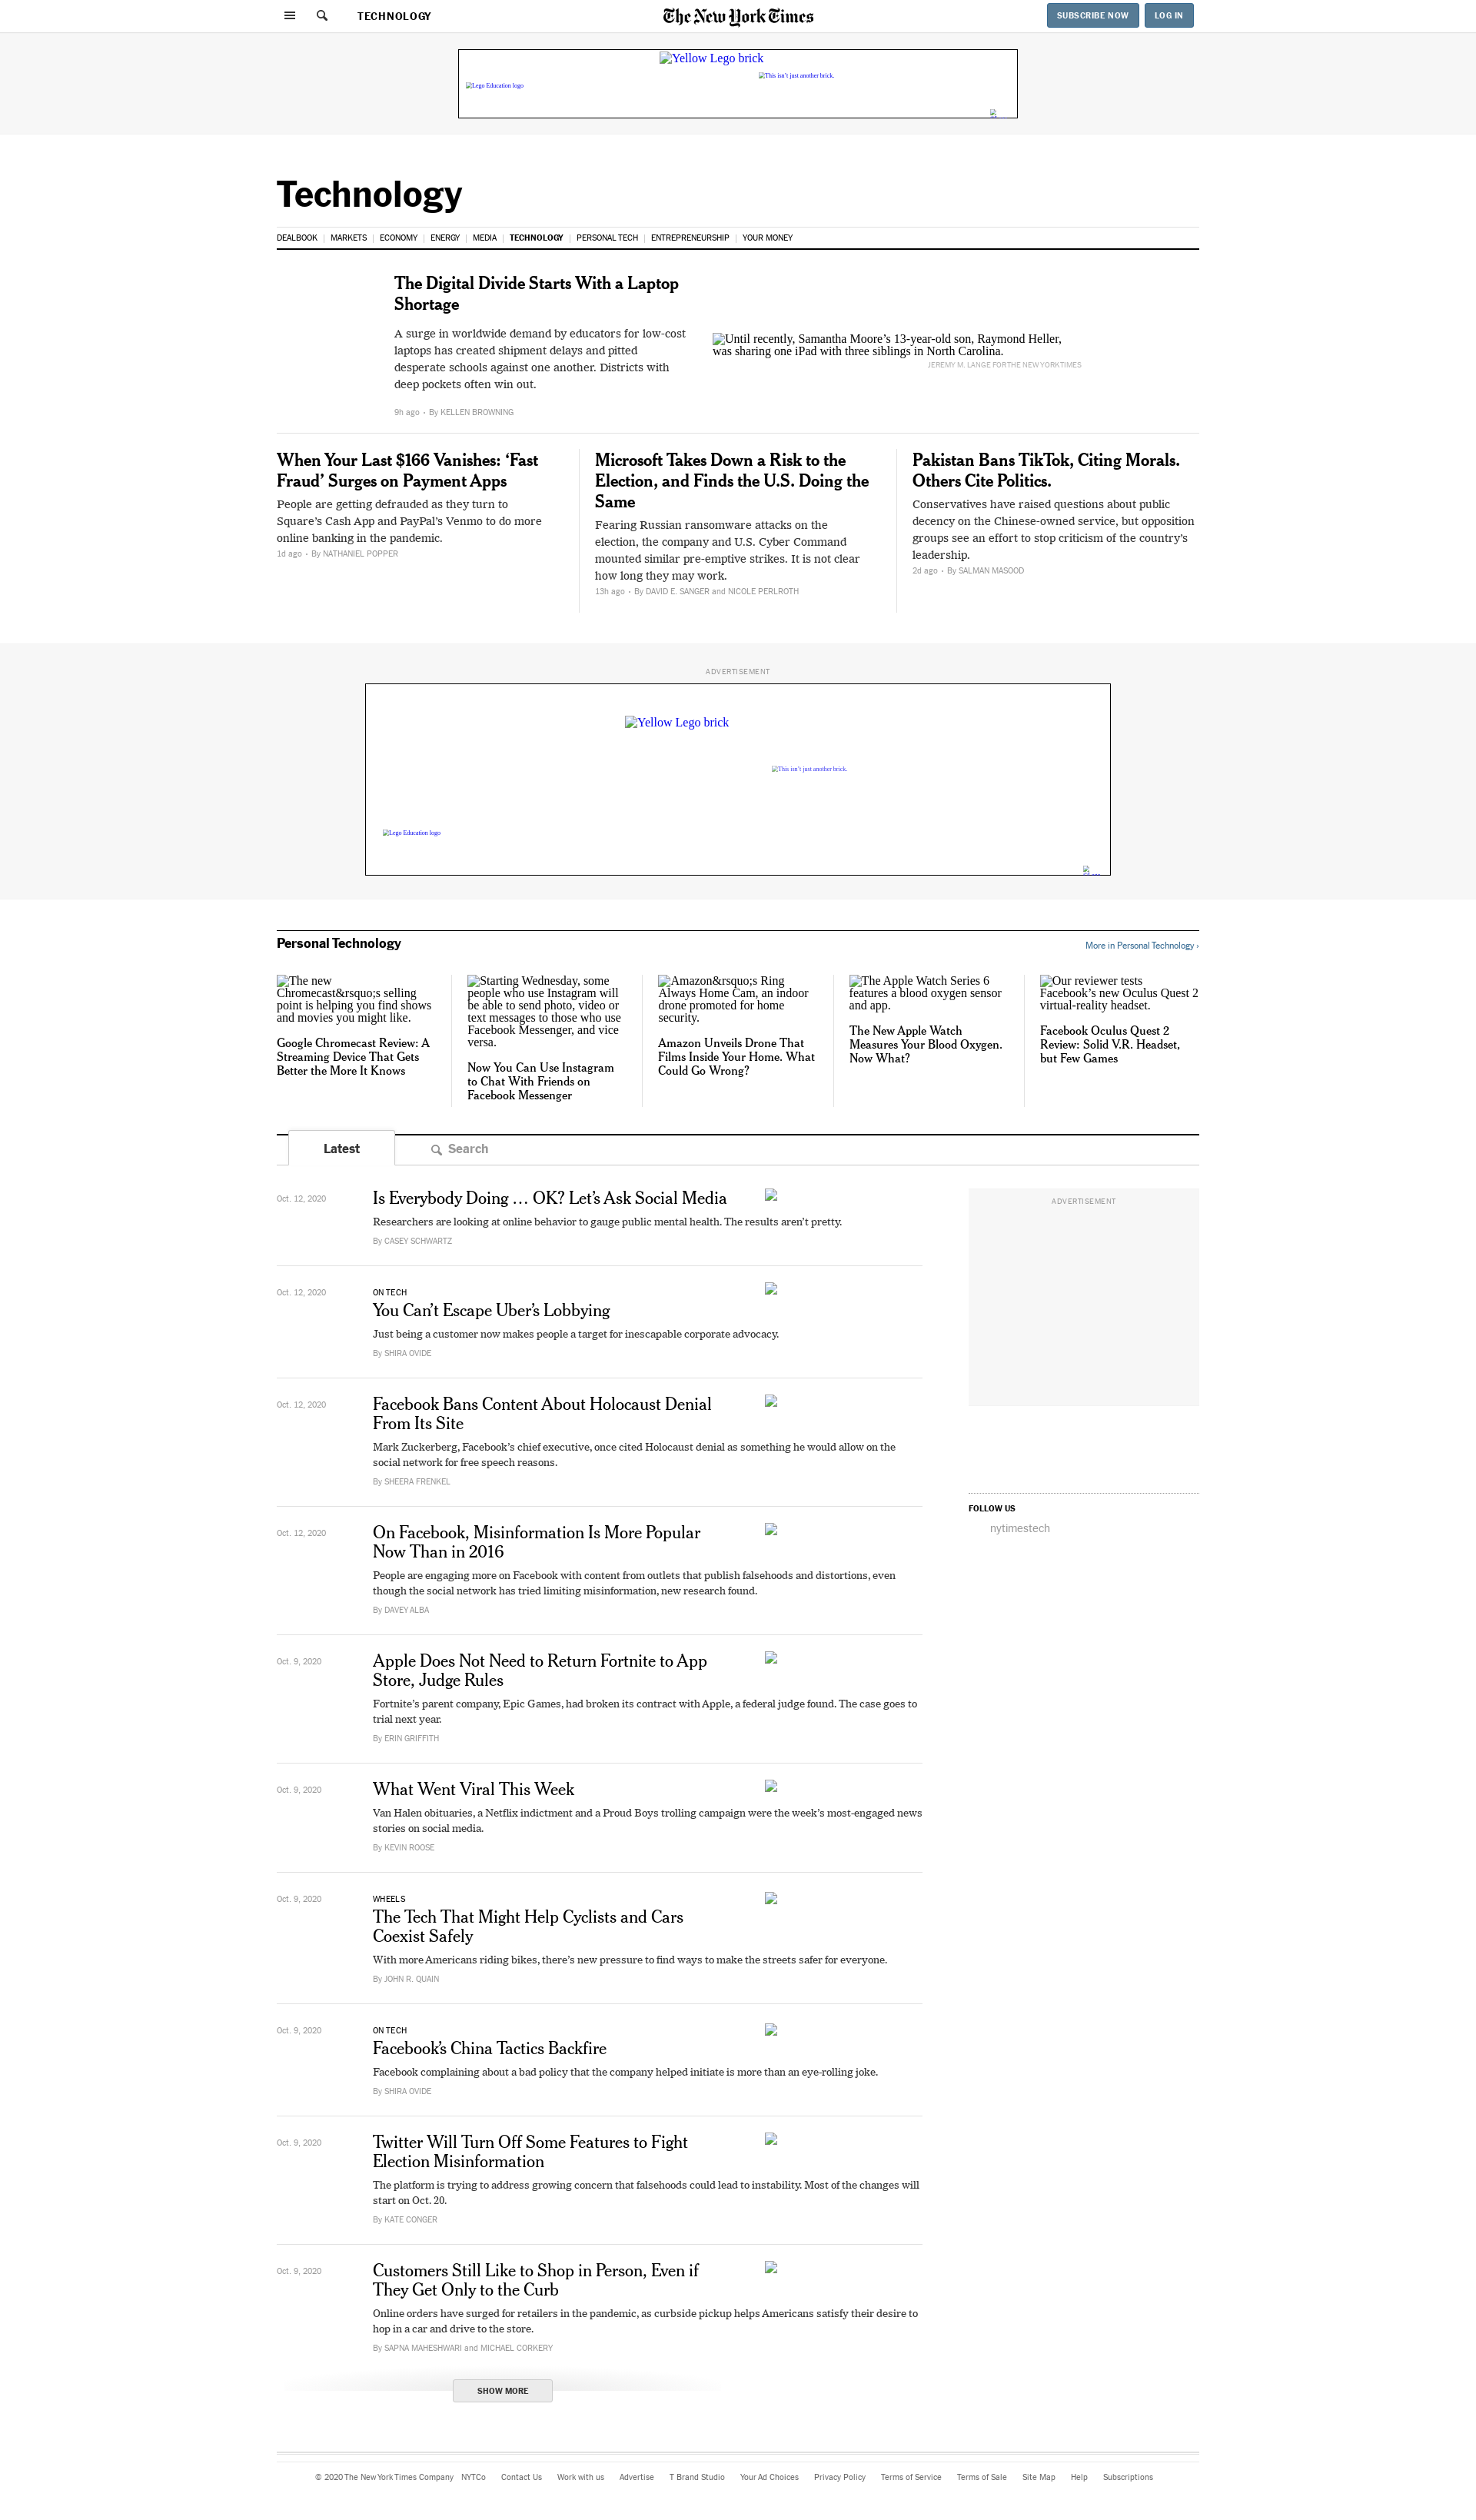 TECHNOLOGY
The New York Times
SUBSCRIBE NOW
LOG IN
Yellow Lego brick
This isn't just another brick.
Lego Education logo
Technology
DEALBOOK | MARKETS | ECONOMY | ENERGY | MEDIA | TECHNOLOGY | PERSONAL TECH | ENTREPRENEURSHIP | YOUR MONEY
The Digital Divide Starts With a Laptop
Shortage
A surge in worldwide demand by educators for low-cost
laptops has created shipment delays and pitted
desperate schools against one another. Districts with
deep pockets often win out.
9h ago • By KELLEN BROWNING
Until recently, Samantha Moore’s 13-year-old son, Raymond Heller,
was sharing one iPad with three siblings in North Carolina.
JEREMY M. LANGE FOR THE NEW YORK TIMES
When Your Last $166 Vanishes: ‘Fast
Fraud’ Surges on Payment Apps
People are getting defrauded as they turn to
Square’s Cash App and PayPal’s Venmo to do more
online banking in the pandemic.
1d ago • By NATHANIEL POPPER
Microsoft Takes Down a Risk to the
Election, and Finds the U.S. Doing the
Same
Fearing Russian ransomware attacks on the
election, the company and U.S. Cyber Command
mounted similar pre-emptive strikes. It is not clear
how long they may work.
13h ago • By DAVID E. SANGER and NICOLE PERLROTH
Pakistan Bans TikTok, Citing Morals.
Others Cite Politics.
Conservatives have raised questions about public
decency on the Chinese-owned service, but opposition
groups see an effort to stop criticism of the country’s
leadership.
2d ago • By SALMAN MASOOD
ADVERTISEMENT
Yellow Lego brick
This isn't just another brick.
Lego Education logo
Personal Technology
More in Personal Technology ›
The new
Chromecast&rsquo;s selling
point is helping you find shows
and movies you might like.
Google Chromecast Review: A
Streaming Device That Gets
Better the More It Knows
Starting Wednesday, some
people who use Instagram will
be able to send photo, video or
text messages to those who use
Facebook Messenger, and vice
versa.
Now You Can Use Instagram
to Chat With Friends on
Facebook Messenger
Amazon&rsquo;s Ring
Always Home Cam, an indoor
drone promoted for home
security.
Amazon Unveils Drone That
Films Inside Your Home. What
Could Go Wrong?
The Apple Watch Series 6
features a blood oxygen sensor
and app.
The New Apple Watch
Measures Your Blood Oxygen.
Now What?
Our reviewer tests
Facebook’s new Oculus Quest 2
virtual-reality headset.
Facebook Oculus Quest 2
Review: Solid V.R. Headset,
but Few Games
Latest
Search
Oct. 12, 2020
Is Everybody Doing … OK? Let’s Ask Social Media
Researchers are looking at online behavior to gauge public mental health. The results aren’t pretty.
By CASEY SCHWARTZ
ADVERTISEMENT
Oct. 12, 2020
ON TECH
You Can’t Escape Uber’s Lobbying
Just being a customer now makes people a target for inescapable corporate advocacy.
By SHIRA OVIDE
Oct. 12, 2020
Facebook Bans Content About Holocaust Denial
From Its Site
Mark Zuckerberg, Facebook’s chief executive, once cited Holocaust denial as something he would allow on the
social network for free speech reasons.
By SHEERA FRENKEL
FOLLOW US
nytimestech
Oct. 12, 2020
On Facebook, Misinformation Is More Popular
Now Than in 2016
People are engaging more on Facebook with content from outlets that publish falsehoods and distortions, even
though the social network has tried limiting misinformation, new research found.
By DAVEY ALBA
Oct. 9, 2020
Apple Does Not Need to Return Fortnite to App
Store, Judge Rules
Fortnite’s parent company, Epic Games, had broken its contract with Apple, a federal judge found. The case goes to
trial next year.
By ERIN GRIFFITH
Oct. 9, 2020
What Went Viral This Week
Van Halen obituaries, a Netflix indictment and a Proud Boys trolling campaign were the week’s most-engaged news
stories on social media.
By KEVIN ROOSE
Oct. 9, 2020
WHEELS
The Tech That Might Help Cyclists and Cars
Coexist Safely
With more Americans riding bikes, there’s new pressure to find ways to make the streets safer for everyone.
By JOHN R. QUAIN
Oct. 9, 2020
ON TECH
Facebook’s China Tactics Backfire
Facebook complaining about a bad policy that the company helped initiate is more than an eye-rolling joke.
By SHIRA OVIDE
Oct. 9, 2020
Twitter Will Turn Off Some Features to Fight
Election Misinformation
The platform is trying to address growing concern that falsehoods could lead to instability. Most of the changes will
start on Oct. 20.
By KATE CONGER
Oct. 9, 2020
Customers Still Like to Shop in Person, Even if
They Get Only to the Curb
Online orders have surged for retailers in the pandemic, as curbside pickup helps Americans satisfy their desire to
hop in a car and drive to the store.
By SAPNA MAHESHWARI and MICHAEL CORKERY
SHOW MORE
© 2020 The New York Times Company NYTCo Contact Us Work with us Advertise T Brand Studio Your Ad Choices Privacy Policy Terms of Service Terms of Sale Site Map Help Subscriptions